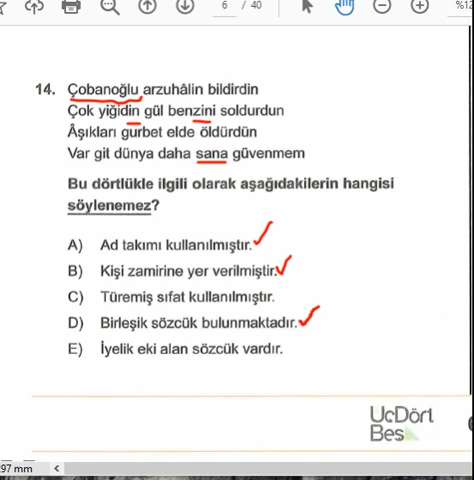 6 / 40
%12
14. Çobanoğlu arzuhâlin bildirdin
Çok yiğidin gül benzini soldurdun
Âşıkları gurbet elde öldürdün
Var git dünya daha sana güvenmem
Bu dörtlükle ilgili olarak aşağıdakilerin hangisi
söylenemez?
A) Ad takımı kullanılmıştır.
B) Kişi zamirine yer verilmiştir.
C) Türemiş sıfat kullanılmıştır.
D) Birleşik sözcük bulunmaktadır.
E) İyelik eki alan sözcük vardır.
UcDört
Bes
97 mm